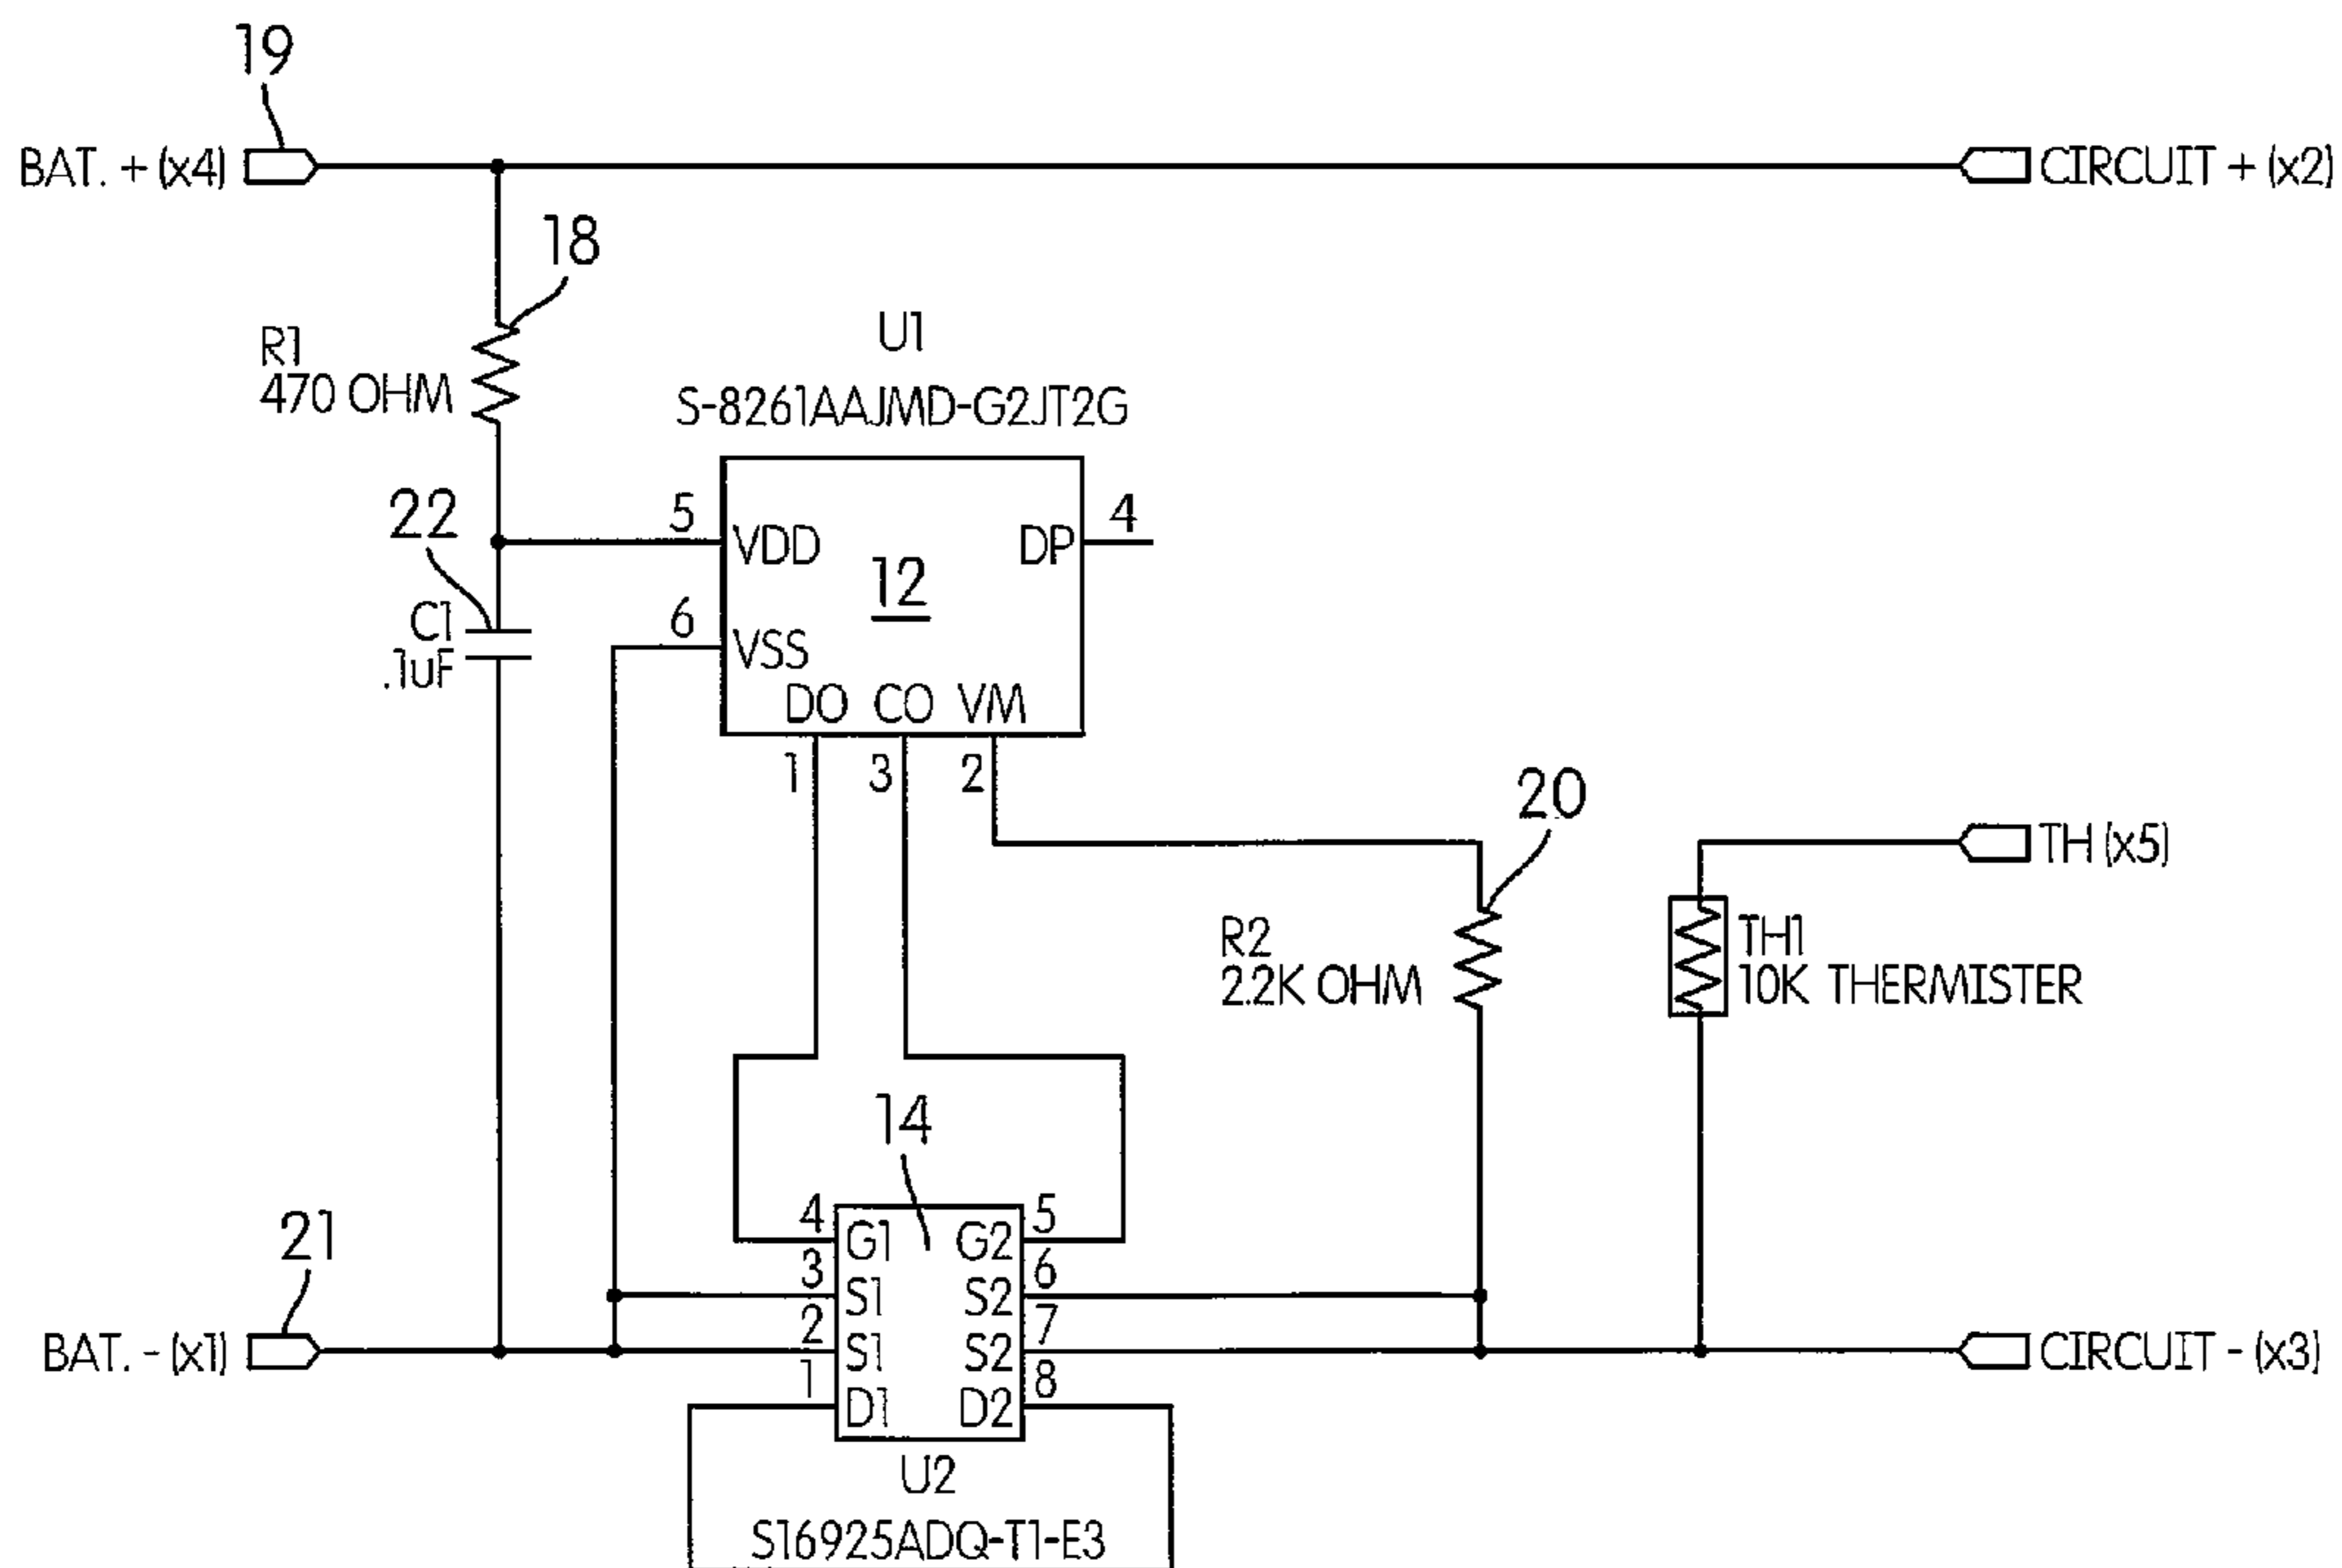 19
BAT. + (x4)
CIRCUIT + (x2)
18
R1
470 OHM
U1
S-8261AAJMD-G2JT2G
22
5
VDD
DP
4
12
C1
.1uF
6
VSS
DO CO VM
1
3
2
20
TH (x5)
R2
2.2K OHM
TH1
10K THERMISTER
14
4
G1
G2
5
3
S1
S2
6
21
2
S1
S2
7
BAT. - (x1)
CIRCUIT - (x3)
1
D1
D2
8
U2
S16925ADQ-T1-E3